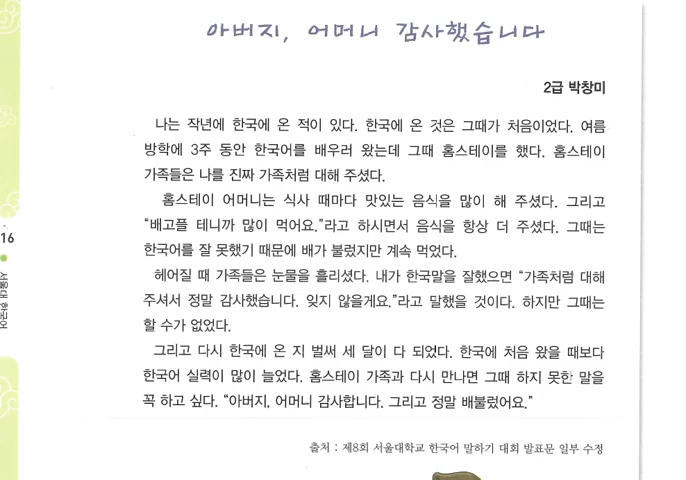 아버지, 어머니 감사했습니다
2급 박창미
나는 작년에 한국에 온 적이 있다. 한국에 온 것은 그때가 처음이었다. 여름
방학에 3주 동안 한국어를 배우러 왔는데 그때 홈스테이를 했다. 홈스테이
가족들은 나를 진짜 가족처럼 대해 주셨다.
홈스테이 어머니는 식사 때마다 맛있는 음식을 많이 해 주셨다. 그리고
“배고플 테니까 많이 먹어요.”라고 하시면서 음식을 항상 더 주셨다. 그때는
한국어를 잘 못했기 때문에 배가 불렀지만 계속 먹었다.
헤어질 때 가족들은 눈물을 흘리셨다. 내가 한국말을 잘했으면 “가족처럼 대해
주셔서 정말 감사했습니다. 잊지 않을게요.”라고 말했을 것이다. 하지만 그때는
할 수가 없었다.
그리고 다시 한국에 온 지 벌써 세 달이 다 되었다. 한국에 처음 왔을 때보다
한국어 실력이 많이 늘었다. 홈스테이 가족과 다시 만나면 그때 하지 못한 말을
꼭 하고 싶다. “아버지, 어머니 감사합니다. 그리고 정말 배불렀어요.”
출처 : 제8회 서울대학교 한국어 말하기 대회 발표문 일부 수정
16
서울대 한국어